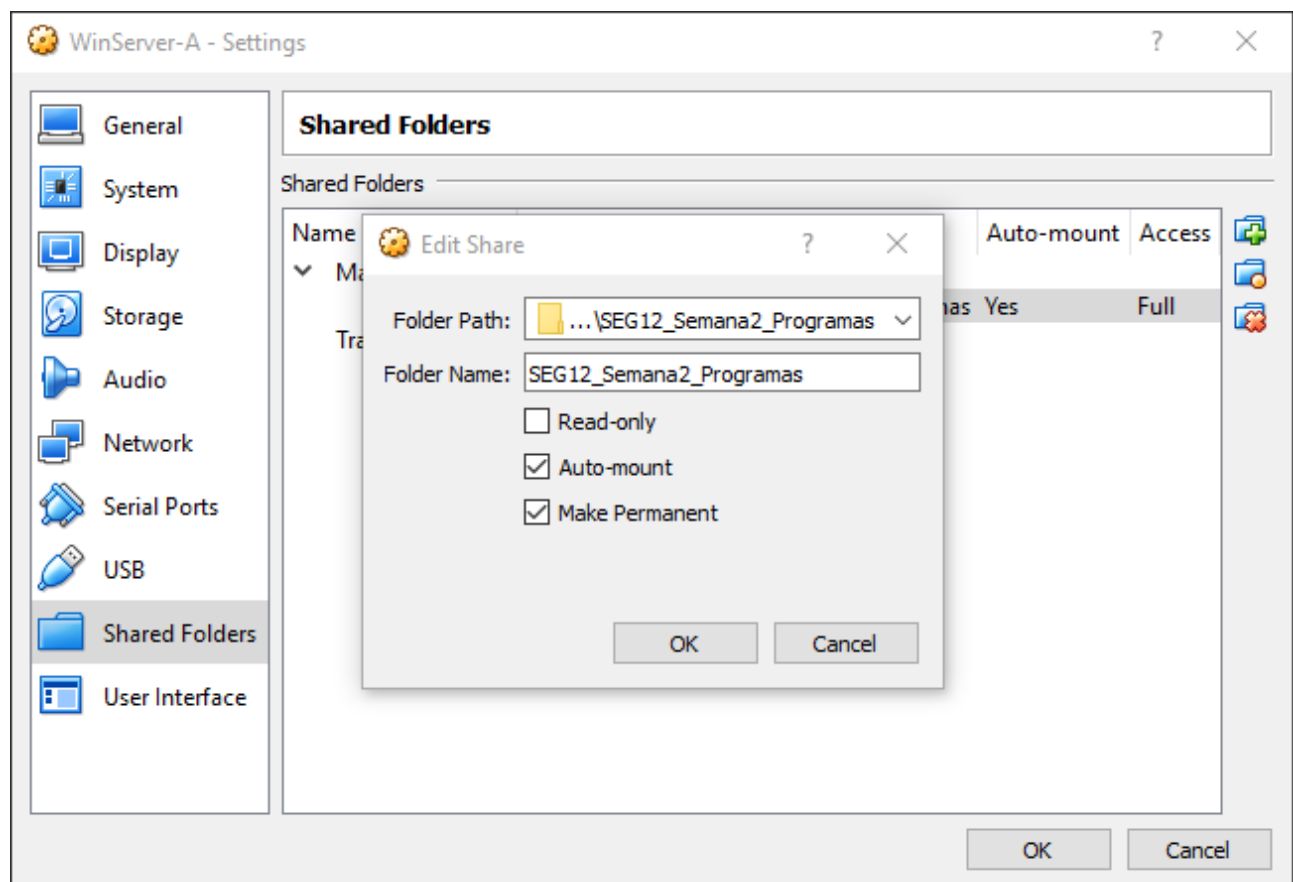 WinServer-A - Settings
General
System
Display
Storage
Audio
Network
Serial Ports
USB
Shared Folders
User Interface
Shared Folders
Shared Folders
Name Auto-mount Access
Yes Full
Edit Share
Folder Path: ...\SEG12_Semana2_Programas
Folder Name: SEG12_Semana2_Programas
Read-only
Auto-mount
Make Permanent
OK Cancel
OK Cancel